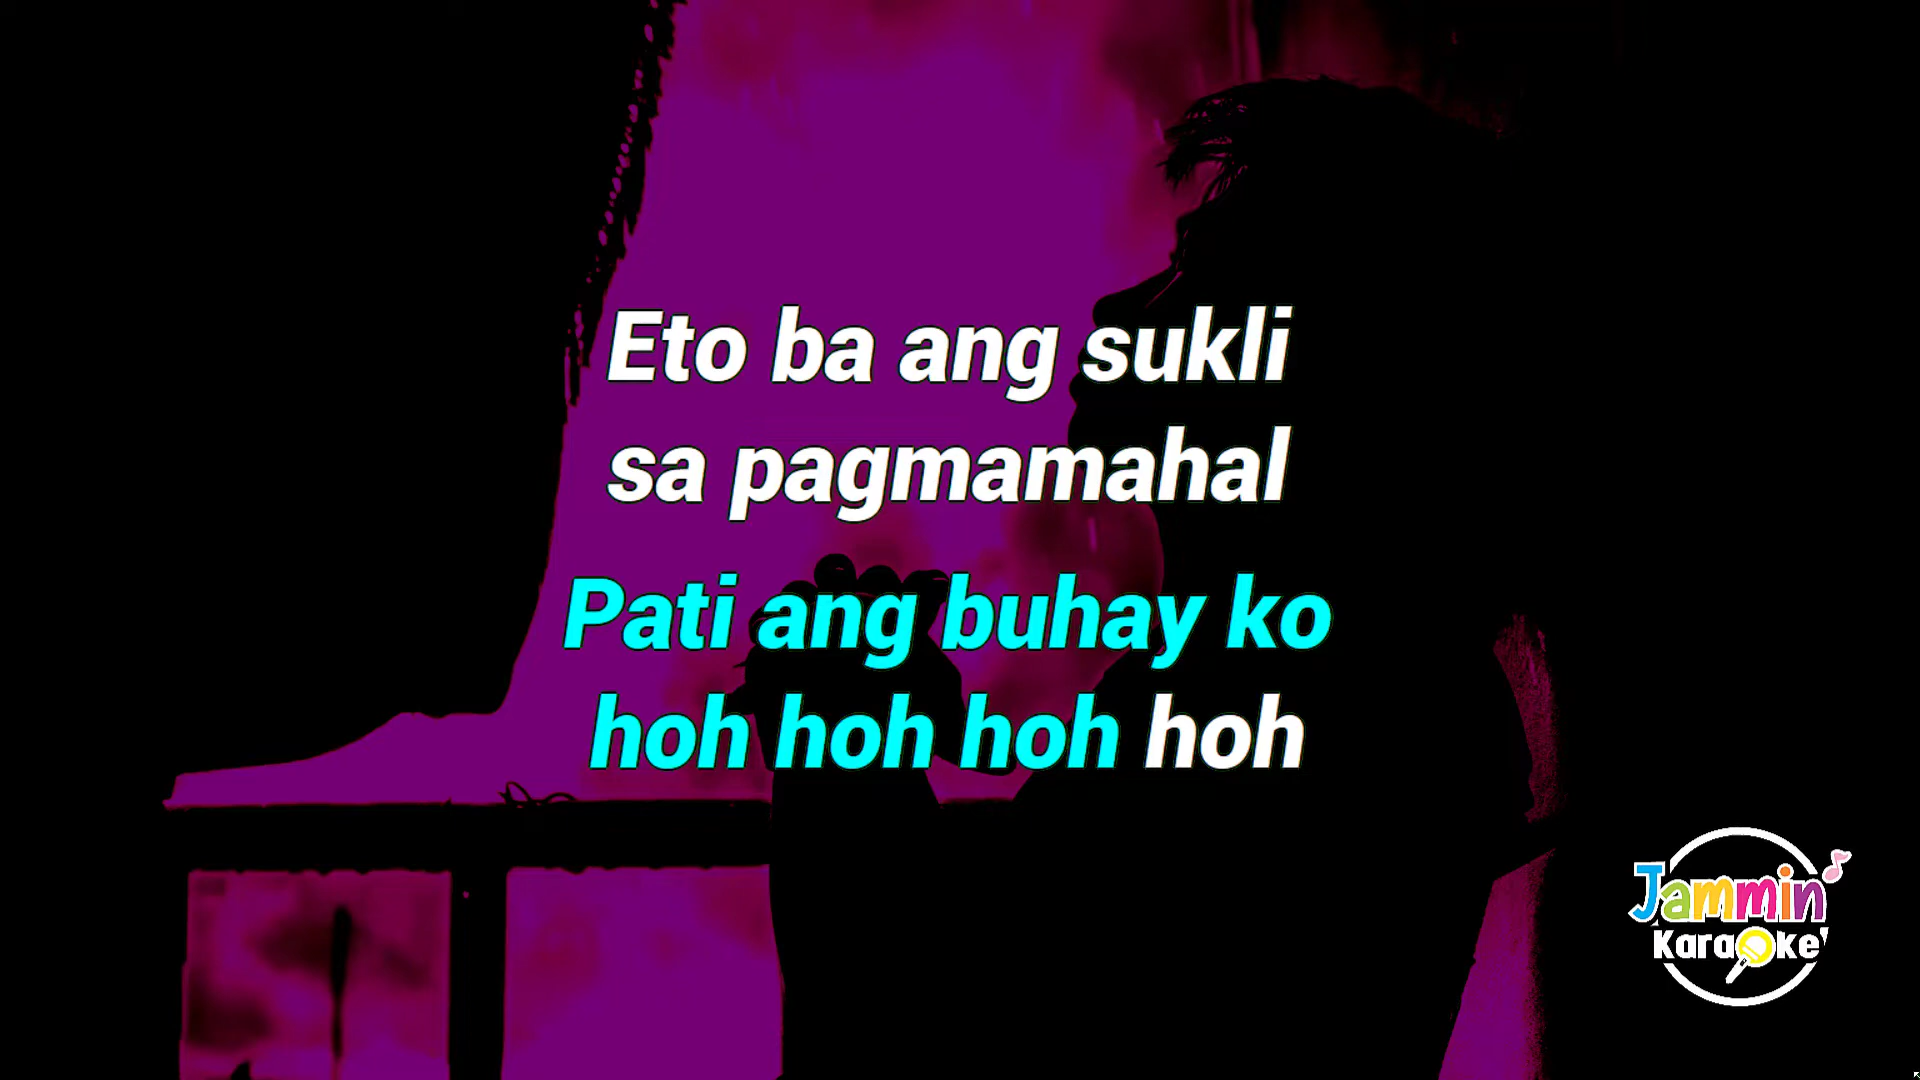 Eto ba ang sukli
sa pagmamahal
Pati ang buhay ko
hoh hoh hoh hoh
Jammin'
Karaoke